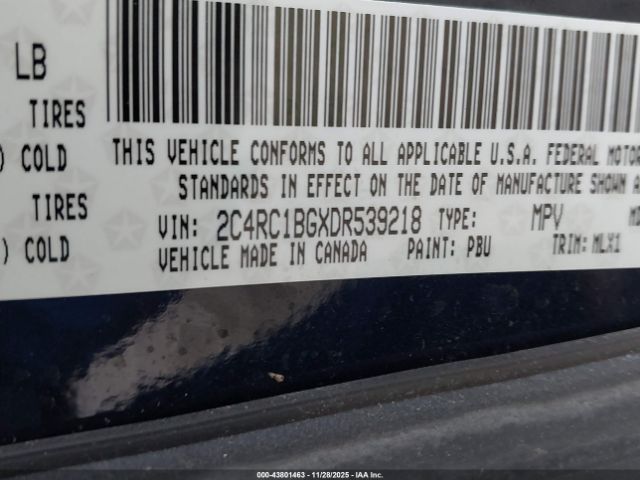 LB
TIRES
) COLD
TIRES
) COLD
THIS VEHICLE CONFORMS TO ALL APPLICABLE U.S.A. FEDERAL MOTOR
STANDARDS IN EFFECT ON THE DATE OF MANUFACTURE SHOWN A
VIN: 2C4RC1BGXDR539218 TYPE: MPV MD
VEHICLE MADE IN CANADA PAINT: PBU TRIM: MLX1
000-43801463 - 11/28/2025 - IAA Inc.